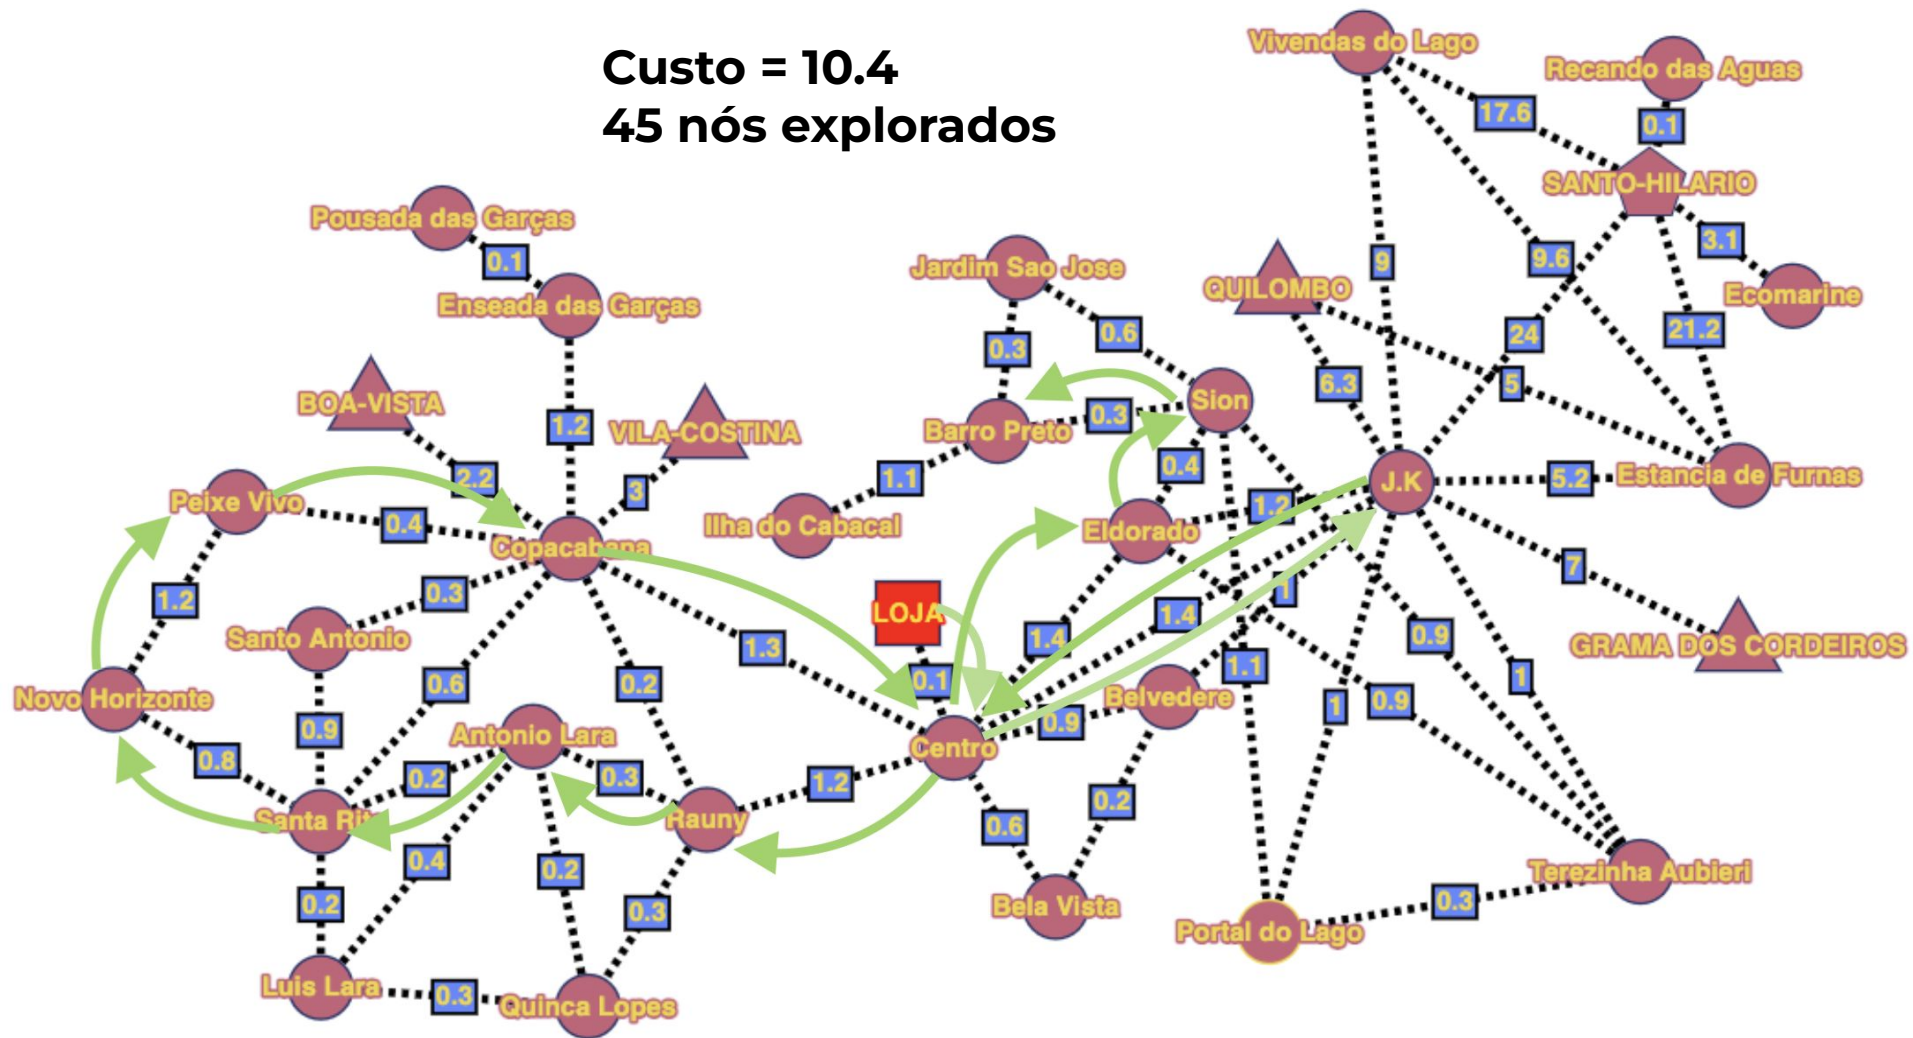 Custo = 10.4
45 nós explorados
Vivendas do Lago
Recando das Aguas
17.6
0.1
SANTO-HILARIO
Pousada das Garças
0.1
Enseada das Garças
Jardim Sao Jose
QUILOMBO
9
9.6
3.1
Ecomarine
0.3
0.6
24
21.2
6.3
5
BOA-VISTA
1.2
VILA-COSTINA
Barro Preto
0.3
Sion
2.2
3
1.1
0.4
J.K
5.2
Estancia de Furnas
Peixe Vivo
0.4
Copacabana
Ilha do Cabacal
Eldorado
1.2
1.2
0.3
LOJA
1
7
Santo Antonio
1.3
1.4
1.4
0.9
GRAMA DOS CORDEIROS
Novo Horizonte
0.6
0.2
0.1
1.1
Belvedere
1
0.9
1
0.9
Antonio Lara
Centro
0.9
0.8
0.2
0.3
1.2
0.2
Santa Rita
Rauny
0.6
0.4
0.2
Terezinha Aubieri
0.2
0.3
Bela Vista
0.3
Portal do Lago
Luis Lara
0.3
Quinca Lopes